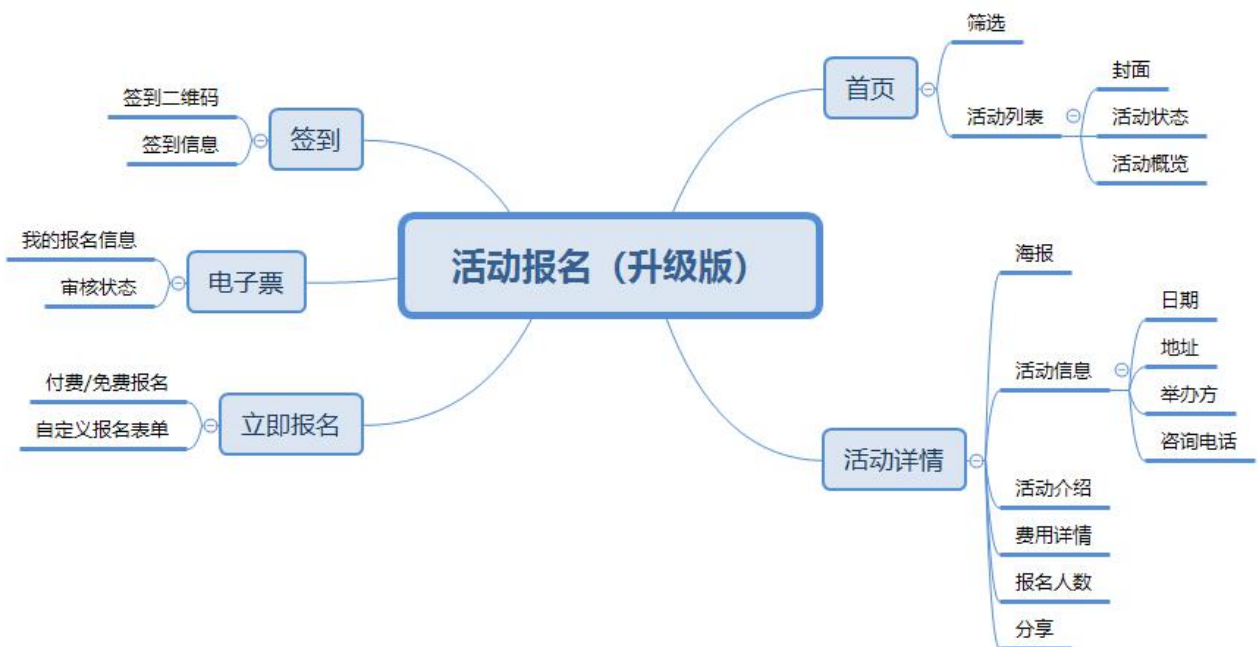 活动报名（升级版）
首页
筛选
活动列表
封面
活动状态
活动概览
活动详情
海报
活动信息
日期
地址
举办方
咨询电话
活动介绍
费用详情
报名人数
分享
签到
签到二维码
签到信息
电子票
我的报名信息
审核状态
立即报名
付费/免费报名
自定义报名表单